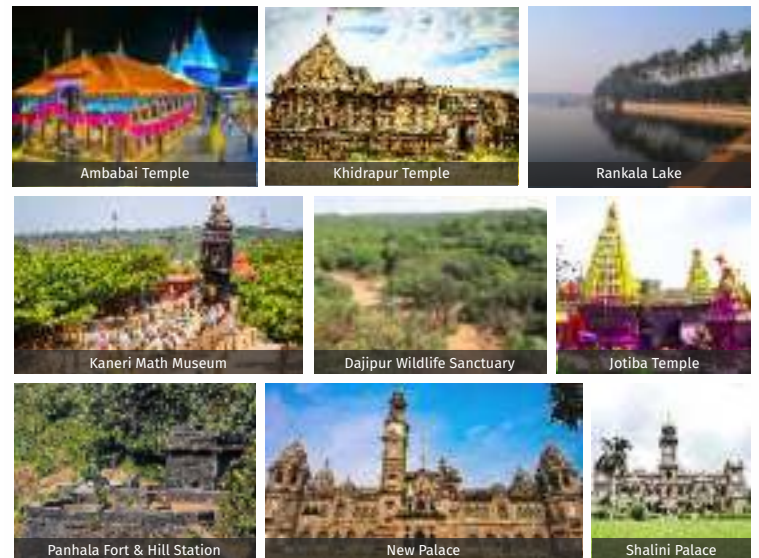 Ambabai Temple
Khidrapur Temple
Rankala Lake
Kaneri Math Museum
Dajipur Wildlife Sanctuary
Jotiba Temple
Panhala Fort & Hill Station
New Palace
Shalini Palace